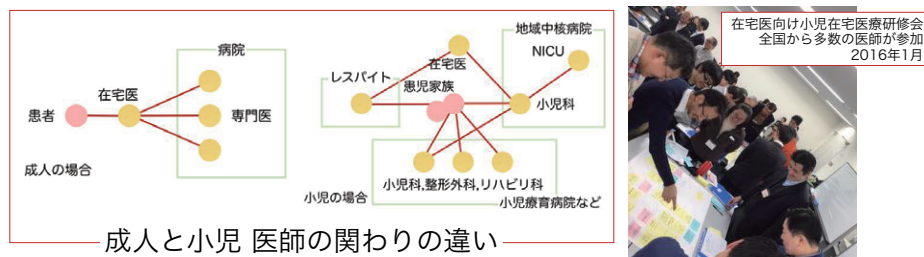 病院
在宅医
患者
専門医
成人の場合
地域中核病院
NICU
在宅医
レスパイト
患児家族
小児科
小児科,整形外科,リハビリ科
小児の場合
小児療育病院など
成人と小児 医師の関わりの違い
在宅医向け小児在宅医療研修会
全国から多数の医師が参加
2016年1月